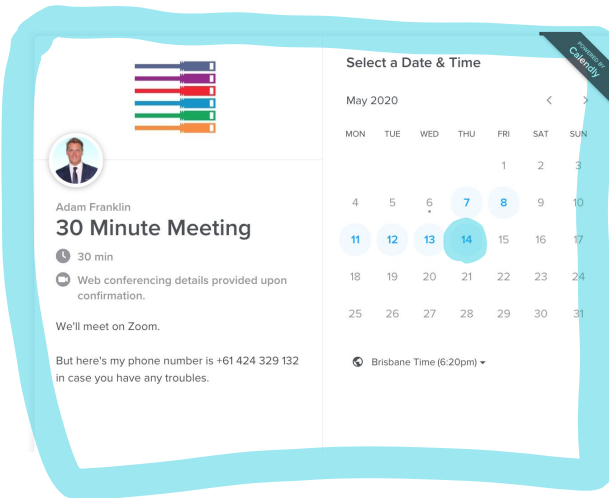 POWERED BY
Calendly
Adam Franklin
30 Minute Meeting
30 min
Web conferencing details provided upon
confirmation.
We'll meet on Zoom.
But here's my phone number is +61 424 329 132
in case you have any troubles.
Select a Date & Time
May 2020
MON TUE WED THU FRI SAT SUN
1 2 3
4 5 6 7 8 9 10
11 12 13 14 15 16 17
18 19 20 21 22 23 24
25 26 27 28 29 30 31
Brisbane Time (6:20pm)